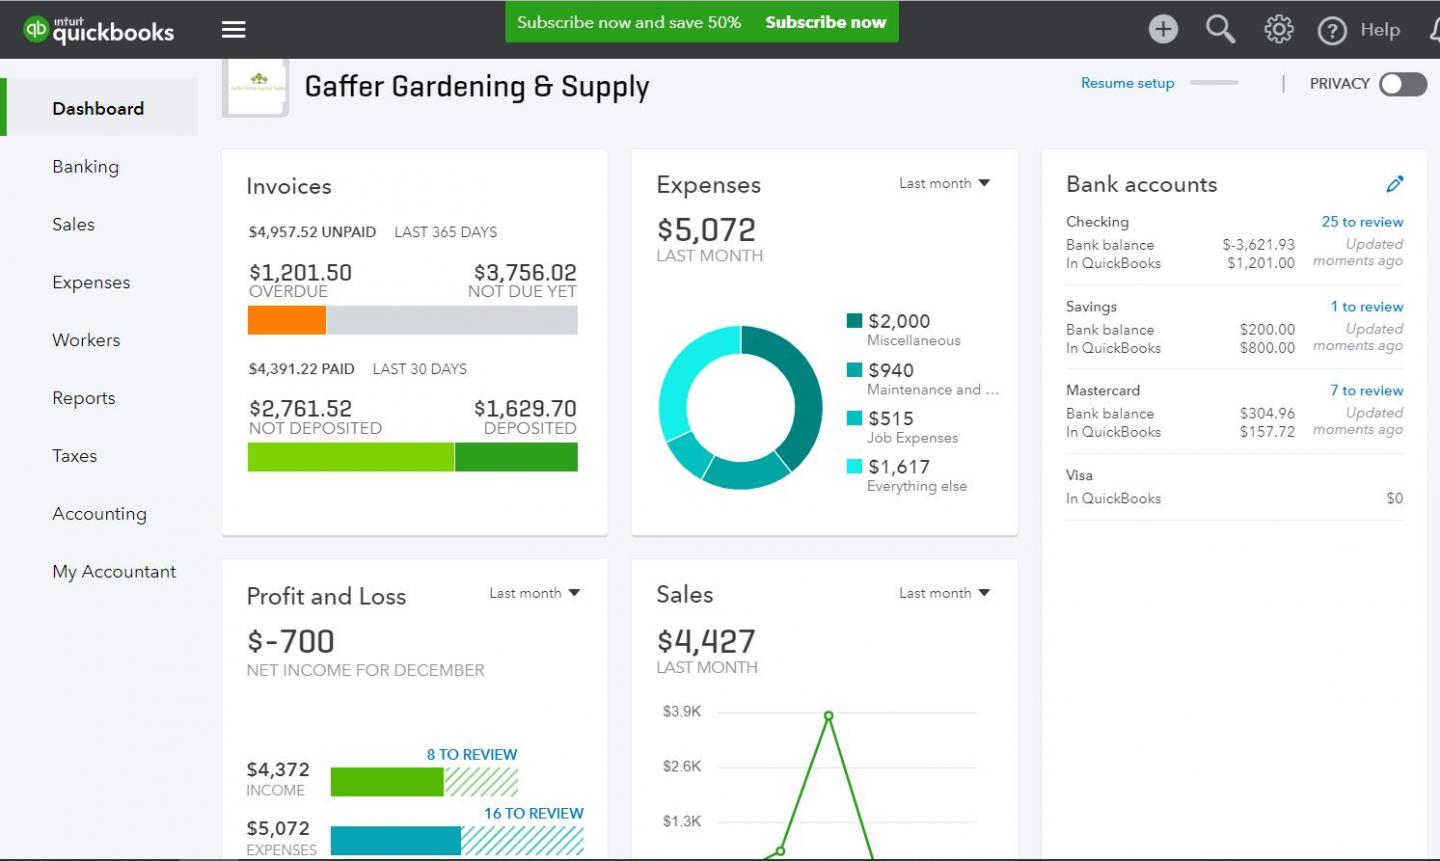 intuit
quickbooks
Subscribe now and save 50% Subscribe now
Help
Gaffer Gardening & Supply
Resume setup
PRIVACY
Dashboard
Banking
Sales
Expenses
Workers
Reports
Taxes
Accounting
My Accountant
Invoices
$4,957.52 UNPAID LAST 365 DAYS
$1,201.50 $3,756.02
OVERDUE NOT DUE YET
$4,391.22 PAID LAST 30 DAYS
$2,761.52 $1,629.70
NOT DEPOSITED DEPOSITED
Expenses Last month
$5,072
LAST MONTH
$2,000
Miscellaneous
$940
Maintenance and ...
$515
Job Expenses
$1,617
Everything else
Bank accounts
Checking 25 to review
Bank balance $-3,621.93 Updated
In QuickBooks $1,201.00 moments ago
Savings 1 to review
Bank balance $200.00 Updated
In QuickBooks $800.00 moments ago
Mastercard 7 to review
Bank balance $304.96 Updated
In QuickBooks $157.72 moments ago
Visa
In QuickBooks $0
Profit and Loss Last month
$-700
NET INCOME FOR DECEMBER
8 TO REVIEW
$4,372
INCOME
16 TO REVIEW
$5,072
EXPENSES
Sales Last month
$4,427
LAST MONTH
$3.9K
$2.6K
$1.3K